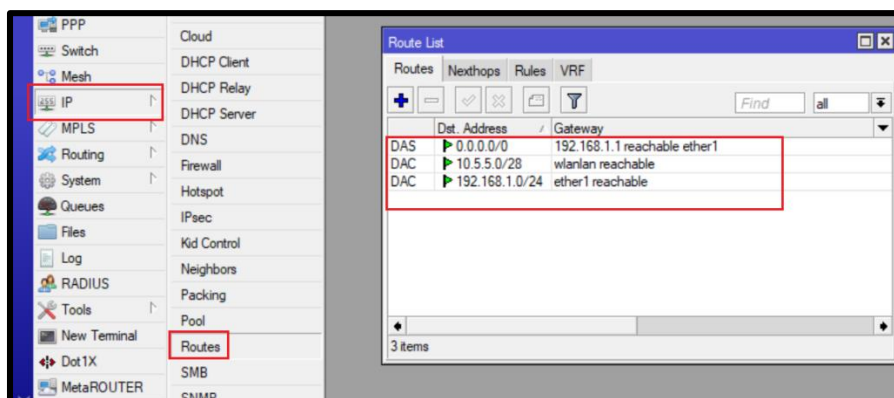 PPP
Switch
Mesh
IP
MPLS
Routing
System
Queues
Files
Log
RADIUS
Tools
New Terminal
Dot1X
MetaROUTER
Cloud
DHCP Client
DHCP Relay
DHCP Server
DNS
Firewall
Hotspot
IPsec
Kid Control
Neighbors
Packing
Pool
Routes
SMB
SNMP
Route List
Routes Nexthops Rules VRF
Find all
Dst. Address / Gateway
DAS 0.0.0.0/0 192.168.1.1 reachable ether1
DAC 10.5.5.0/28 wlanlan reachable
DAC 192.168.1.0/24 ether1 reachable
3 items